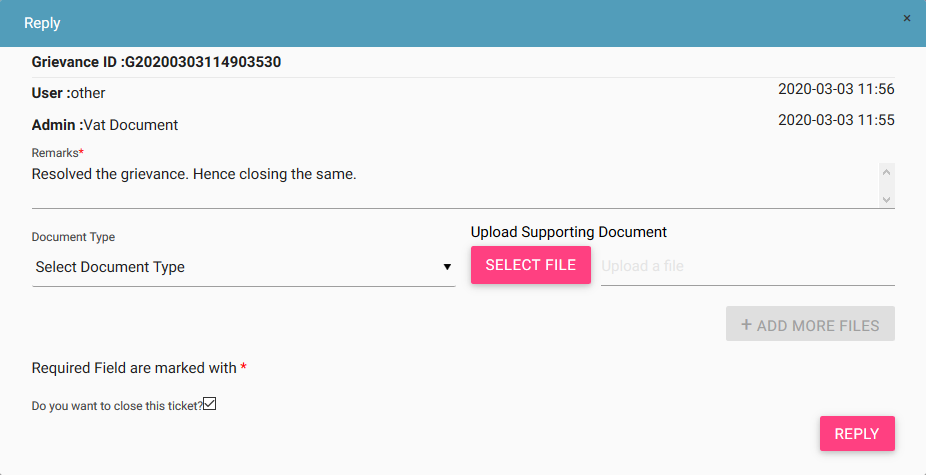 Reply
×
Grievance ID :G20200303114903530
User :other
2020-03-03 11:56
Admin :Vat Document
2020-03-03 11:55
Remarks*
Resolved the grievance. Hence closing the same.
Document Type
Upload Supporting Document
Select Document Type
SELECT FILE
Upload a file
+ ADD MORE FILES
Required Field are marked with *
Do you want to close this ticket?
REPLY